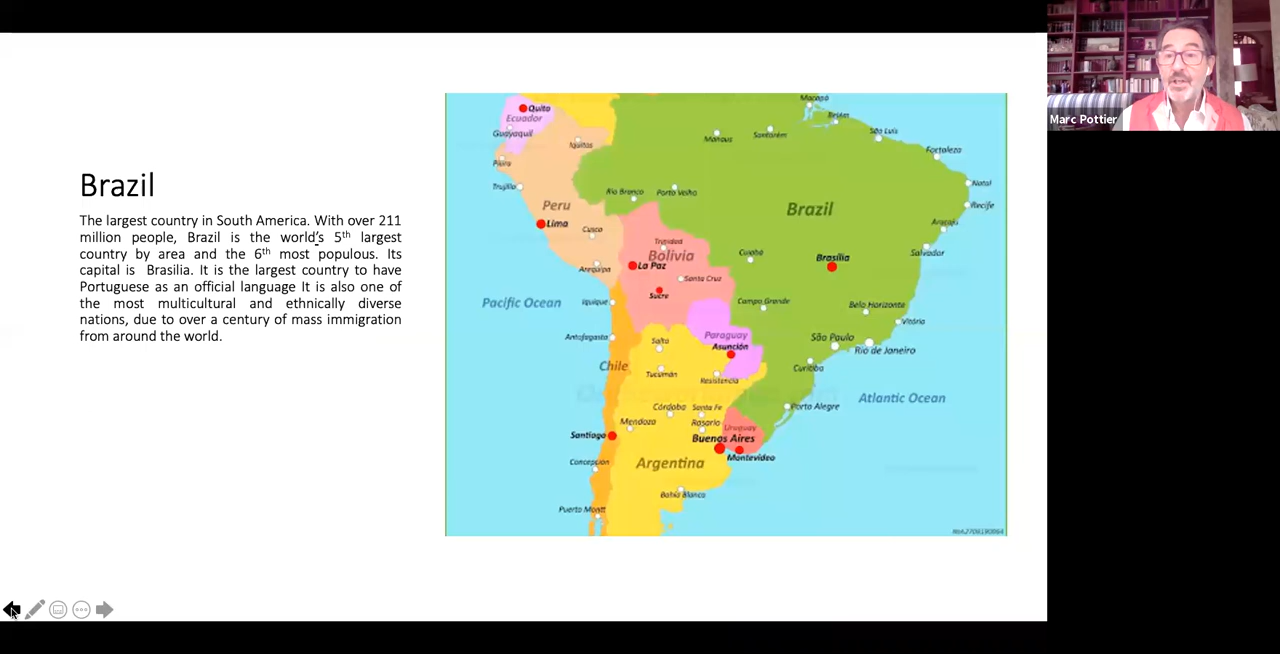 Marc Pottier
Brazil
The largest country in South America. With over 211
million people, Brazil is the world's 5th largest
country by area and the 6th most populous. Its
capital is Brasilia. It is the largest country to have
Portuguese as an official language It is also one of
the most multicultural and ethnically diverse
nations, due to over a century of mass immigration
from around the world.
Quito
Ecuador
Guayaquil
Iquitos
Piura
Trujillo
Peru
Lima
Cusco
Arequipa
Macapá
Belém
Manaus
Santarém
São Luís
Fortaleza
Natal
Recife
Rio Branco
Porto Velho
Brazil
Aracaju
Salvador
Trinidad
Bolivia
La Paz
Santa Cruz
Sucre
Cuiabá
Brasília
Pacific Ocean
Iquique
Campo Grande
Belo Horizonte
Vitória
Antofagasta
Salta
Paraguay
Asunción
São Paulo
Rio de Janeiro
Chile
Tucumán
Resistencia
Curitiba
Atlantic Ocean
Córdoba
Santa Fe
Porto Alegre
Mendoza
Rosario
Uruguay
Santiago
Buenos Aires
Montevideo
Concepcion
Argentina
Bahía Blanca
Puerto Montt